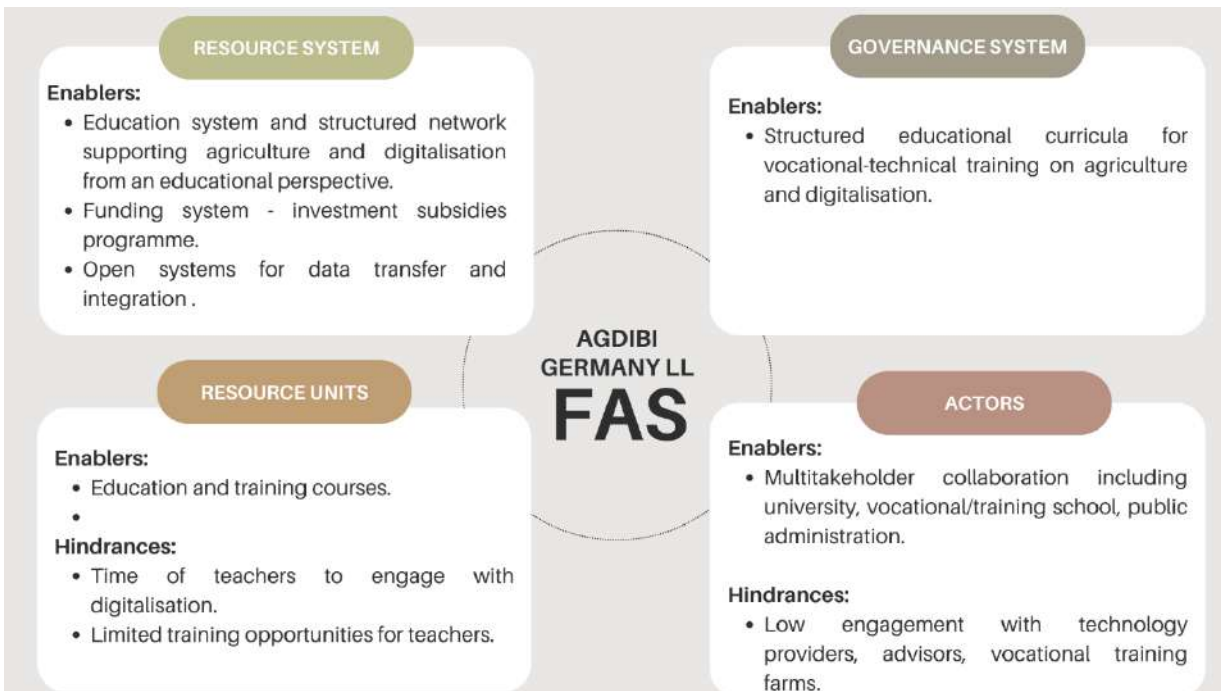 RESOURCE SYSTEM
Enablers:
• Education system and structured network
supporting agriculture and digitalisation
from an educational perspective.
• Funding system - investment subsidies
programme.
• Open systems for data transfer and
integration .
GOVERNANCE SYSTEM
Enablers:
• Structured educational curricula for
vocational-technical training on agriculture
and digitalisation.
AGDIBI
GERMANY LL
FAS
RESOURCE UNITS
Enablers:
• Education and training courses.
•
Hindrances:
• Time of teachers to engage with
digitalisation.
• Limited training opportunities for teachers.
ACTORS
Enablers:
• Multitakeholder collaboration including
university, vocational/training school, public
administration.
Hindrances:
• Low engagement with technology
providers, advisors, vocational training
farms.